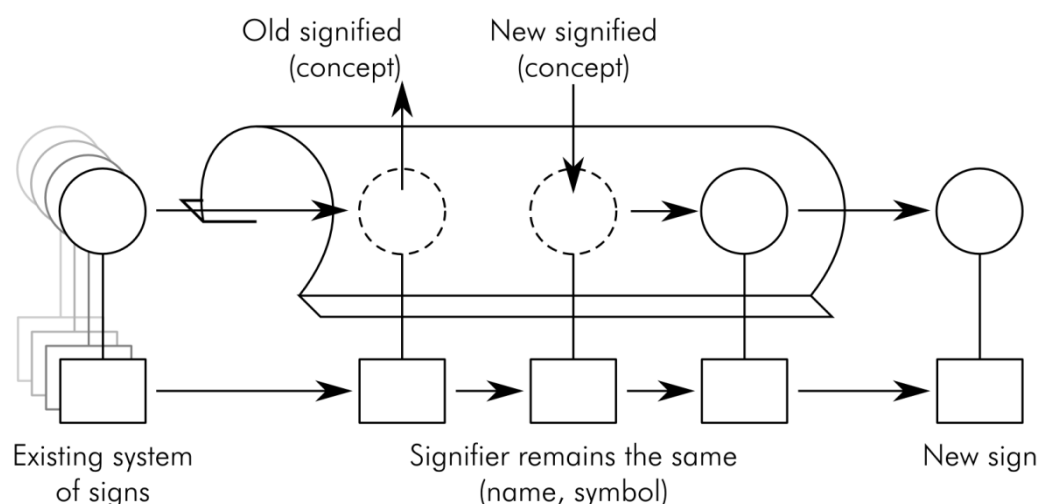 Old signified
(concept)
New signified
(concept)
Existing system
of signs
Signifier remains the same
(name, symbol)
New sign